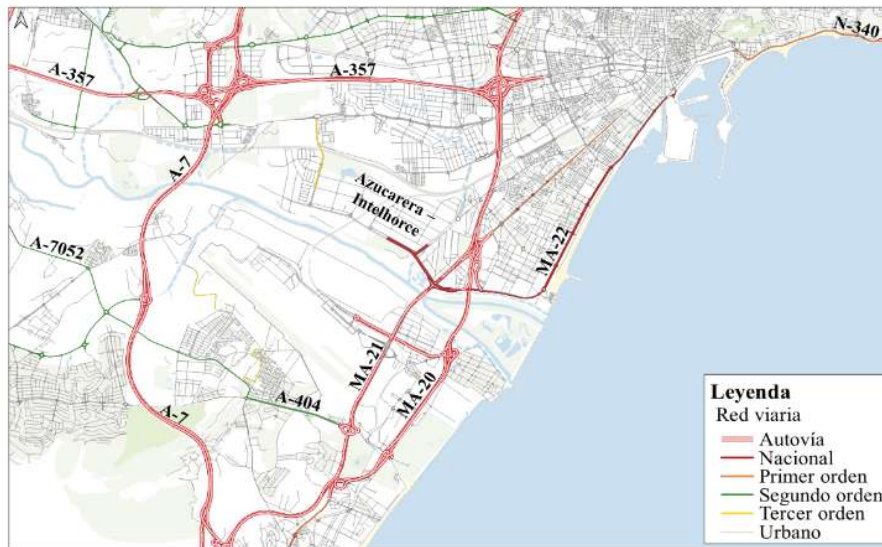 N-340
A-357
A-357
A-7
Azucarera –
Intelhorce
A-7052
MA-22
MA-21
MA-20
A-404
A-7
Leyenda
Red viaria
Autovía
Nacional
Primer orden
Segundo orden
Tercer orden
Urbano